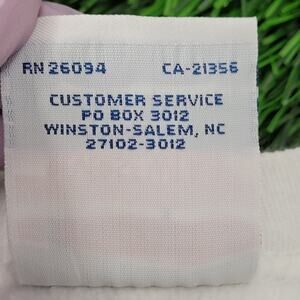 RN 26094 CA-21356
CUSTOMER SERVICE
PO BOX 3012
WINSTON-SALEM, NC
27102-3012